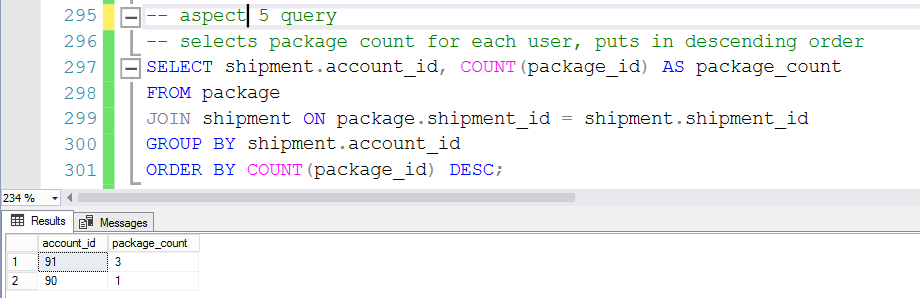 295 -- aspect 5 query
296 -- selects package count for each user, puts in descending order
297 SELECT shipment.account_id, COUNT(package_id) AS package_count
298 FROM package
299 JOIN shipment ON package.shipment_id = shipment.shipment_id
300 GROUP BY shipment.account_id
301 ORDER BY COUNT(package_id) DESC;
234 %
Results Messages
account_id package_count
1 91 3
2 90 1